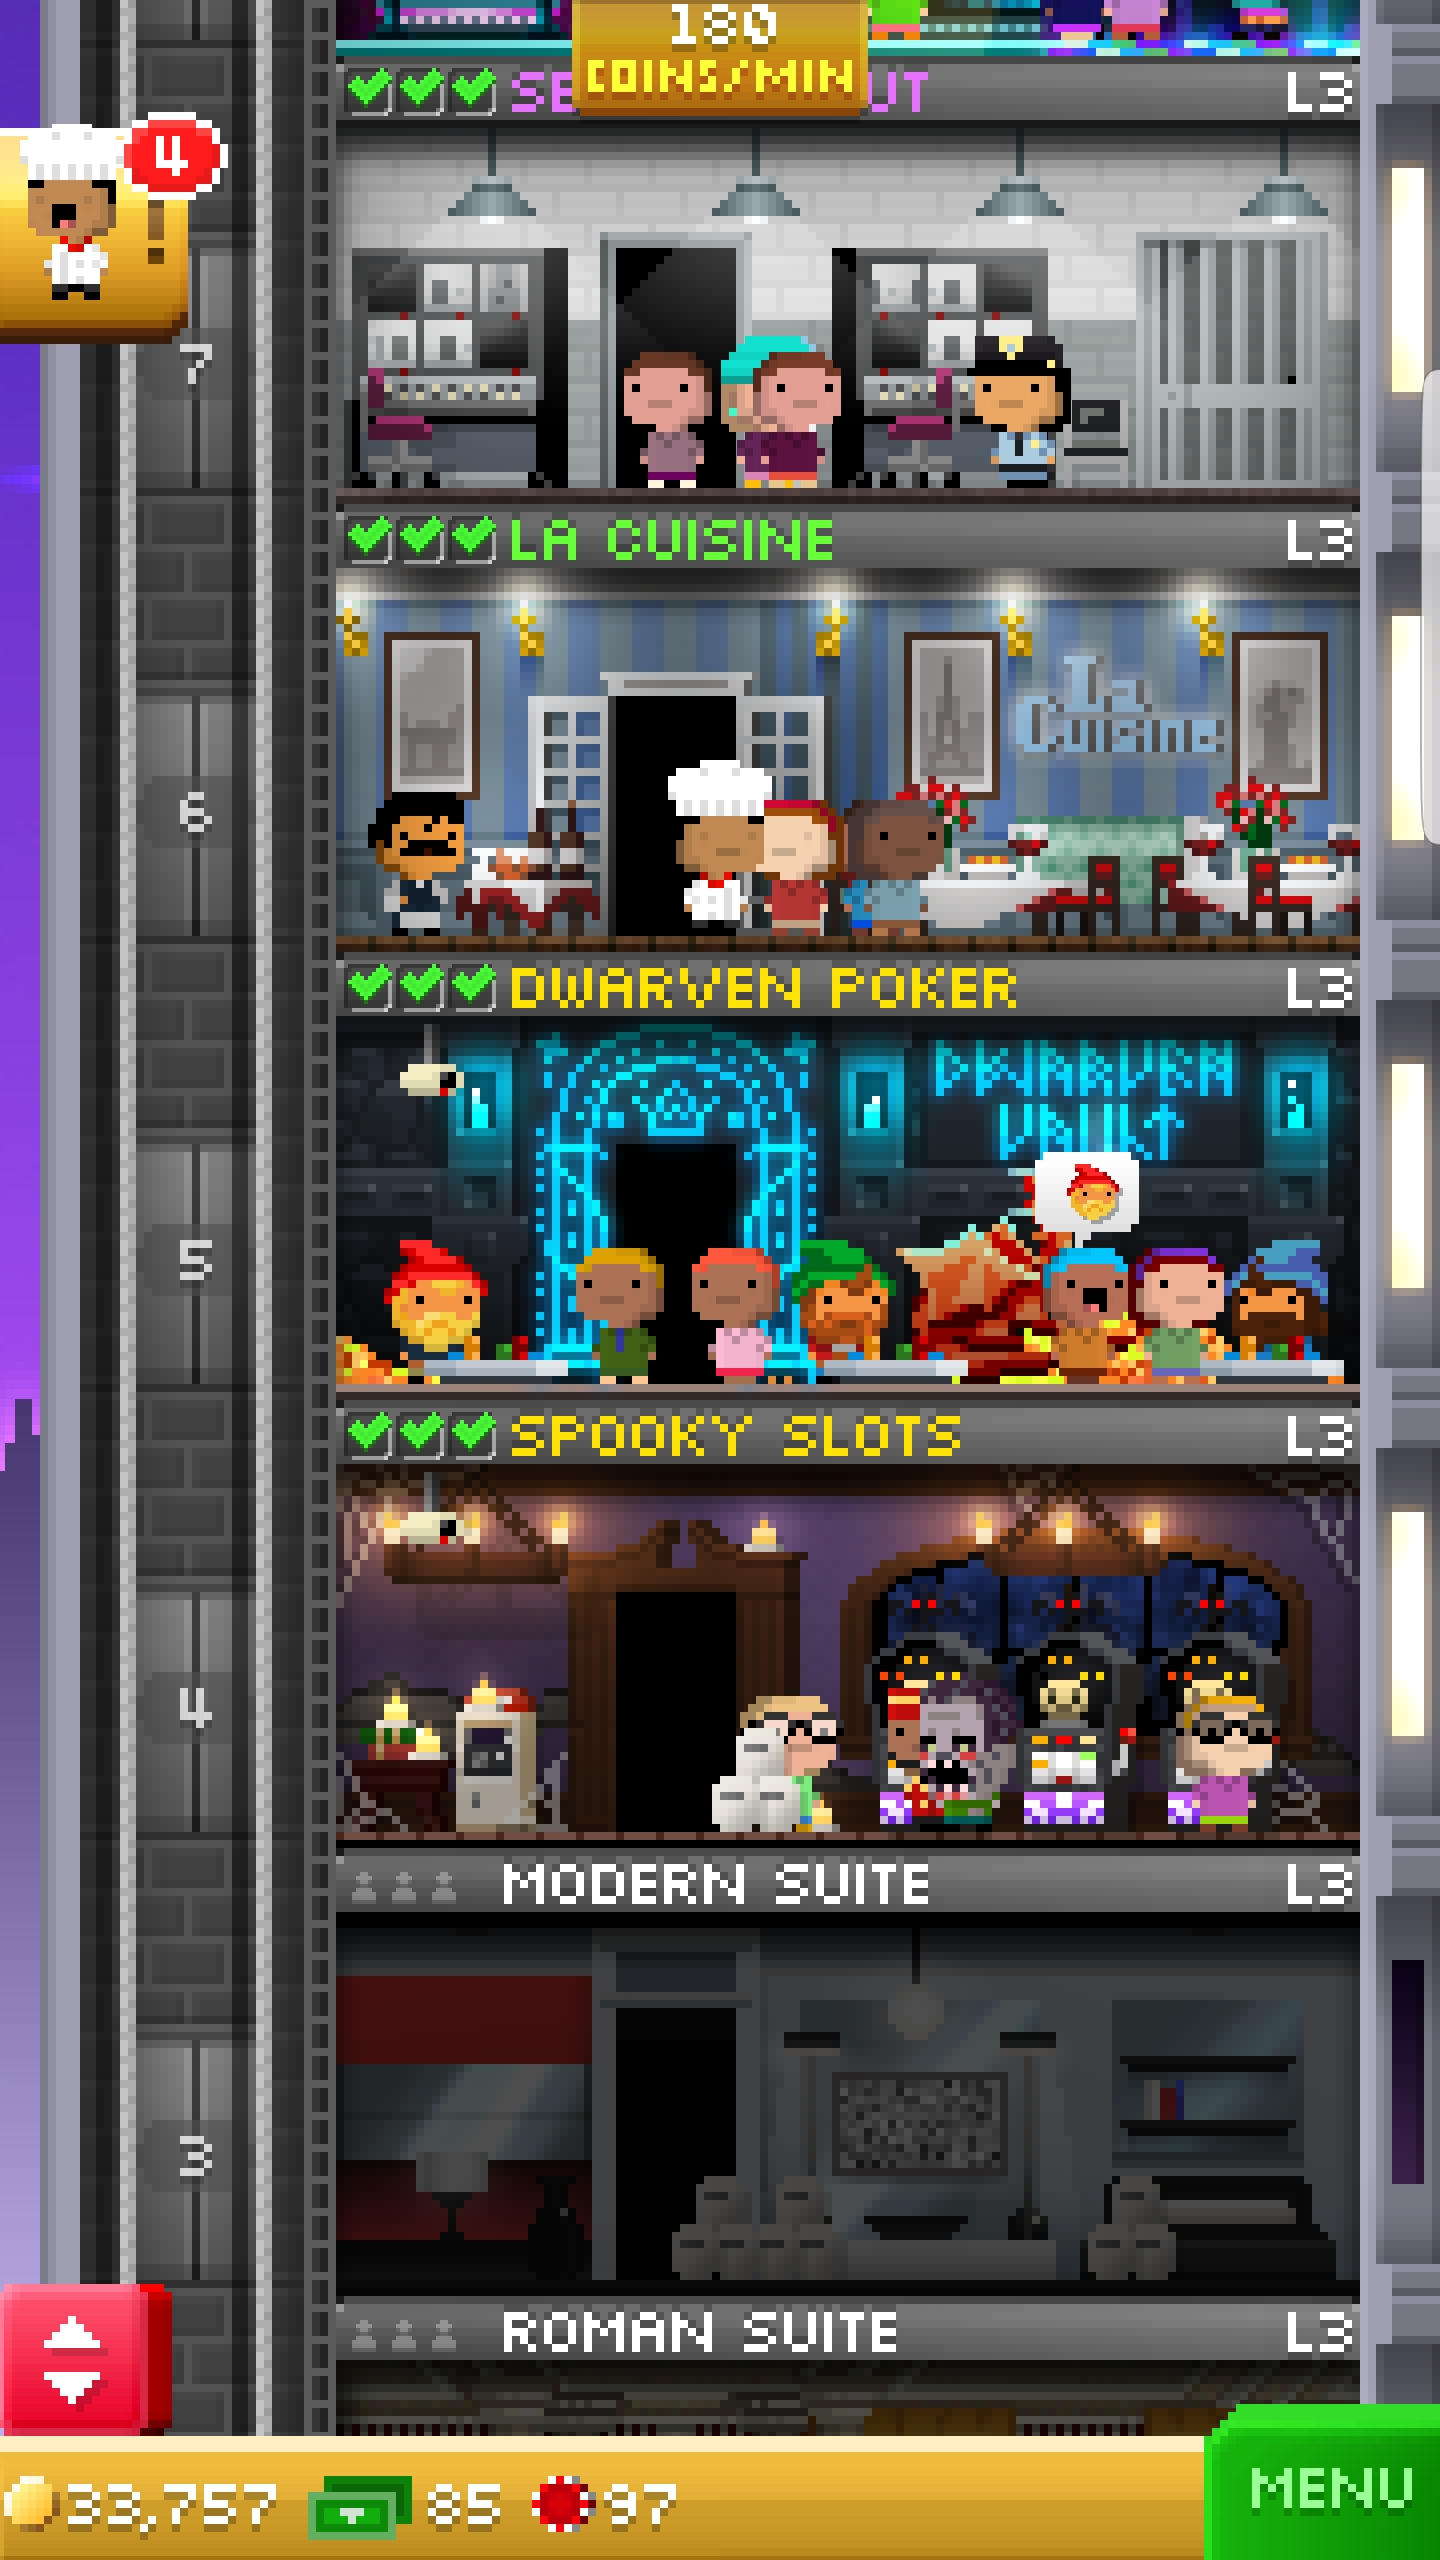 180
COINS/MIN
SE UT L3
4
!
7
LA CUISINE L3
La
Cuisine
6
DWARVEN POKER L3
DWARVEN
VAULT
5
SPOOKY SLOTS L3
4
MODERN SUITE L3
3
ROMAN SUITE L3
33,757 85 97
MENU